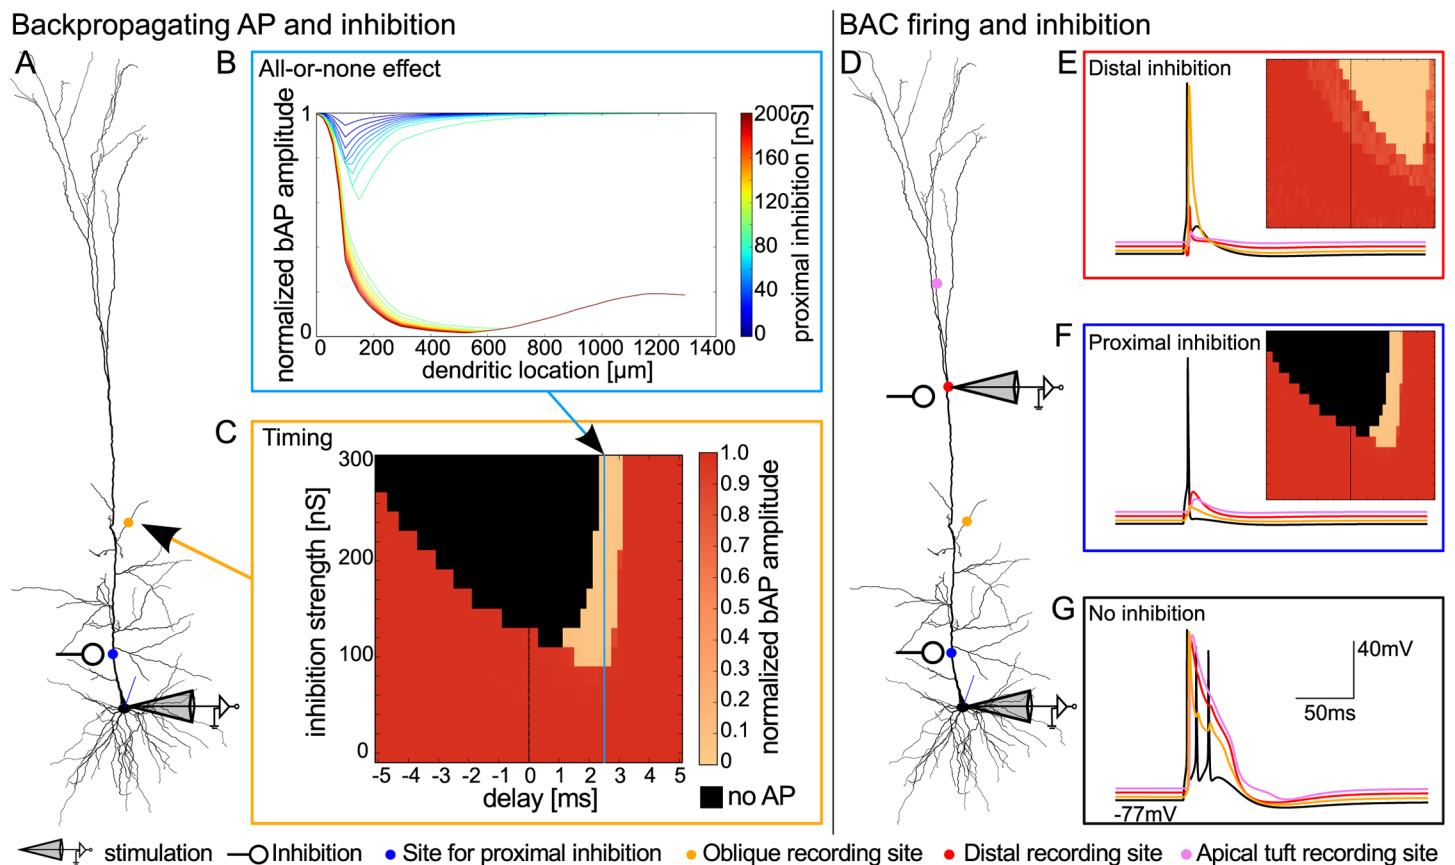 Backpropagating AP and inhibition
A
B
All-or-none effect
normalized bAP amplitude
1
0
0 200 400 600 800 1000 1200 1400
dendritic location [µm]
200
160
120
80
40
0
proximal inhibition [nS]
C
Timing
inhibition strength [nS]
300
200
100
0
-5 -4 -3 -2 -1 0 1 2 3 4 5
delay [ms]
1.0
0.9
0.8
0.7
0.6
0.5
0.4
0.3
0.2
0.1
0
normalized bAP amplitude
no AP
BAC firing and inhibition
D
E
Distal inhibition
F
Proximal inhibition
G
No inhibition
40mV
50ms
-77mV
stimulation
Inhibition
Site for proximal inhibition
Oblique recording site
Distal recording site
Apical tuft recording site